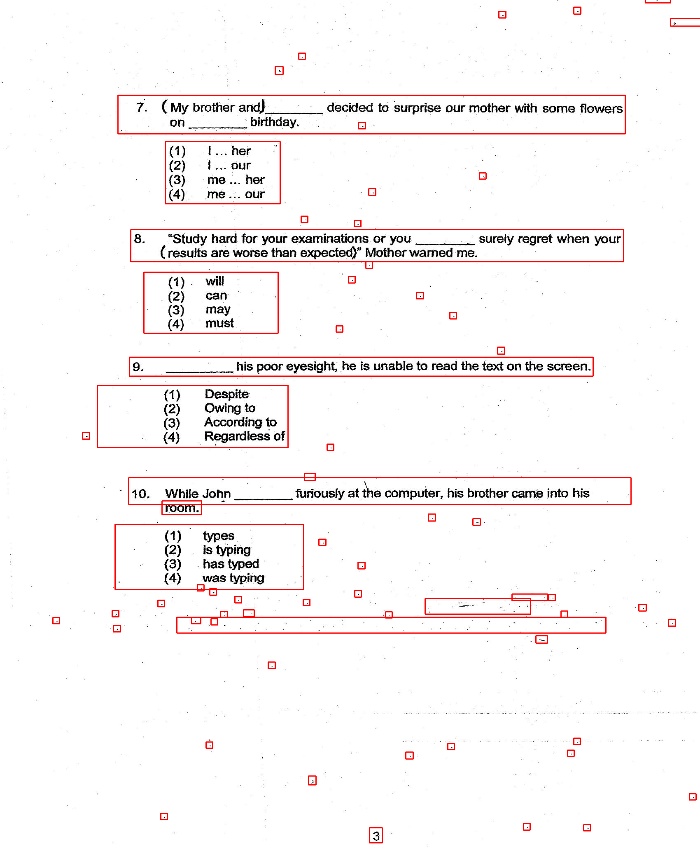 7. (My brother and) ________ decided to surprise our mother with some flowers
on ________ birthday.
(1) I ... her
(2) I ... our
(3) me ... her
(4) me ... our
8. "Study hard for your examinations or you ________ surely regret when your
(results are worse than expected)" Mother warned me.
(1) will
(2) can
(3) may
(4) must
9. ________ his poor eyesight, he is unable to read the text on the screen.
(1) Despite
(2) Owing to
(3) According to
(4) Regardless of
10. While John ________ furiously at the computer, his brother came into his
room.
(1) types
(2) is typing
(3) has typed
(4) was typing
3